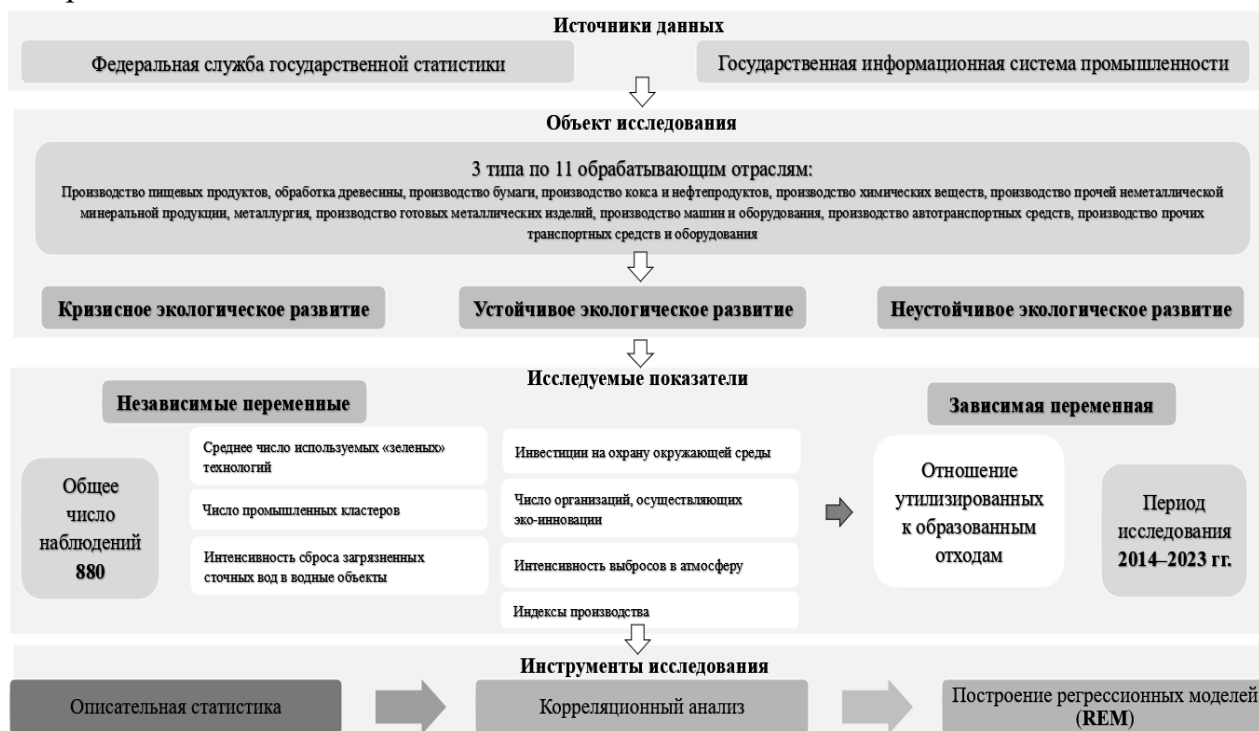 Источники данных
Федеральная служба государственной статистики
Государственная информационная система промышленности
Объект исследования
3 типа по 11 обрабатывающим отраслям:
Производство пищевых продуктов, обработка древесины, производство бумаги, производство кокса и нефтепродуктов, производство химических веществ, производство прочей неметаллической
минеральной продукции, металлургия, производство готовых металлических изделий, производство машин и оборудования, производство автотранспортных средств, производство прочих
транспортных средств и оборудования
Кризисное экологическое развитие
Устойчивое экологическое развитие
Неустойчивое экологическое развитие
Исследуемые показатели
Независимые переменные
Зависимая переменная
Общее
число
наблюдений
880
Среднее число используемых «зеленых»
технологий
Число промышленных кластеров
Интенсивность сброса загрязненных
сточных вод в водные объекты
Инвестиции на охрану окружающей среды
Число организаций, осуществляющих
эко-инновации
Интенсивность выбросов в атмосферу
Индексы производства
Отношение
утилизированных
к образованным
отходам
Период
исследования
2014–2023 гг.
Инструменты исследования
Описательная статистика
Корреляционный анализ
Построение регрессионных моделей
(REM)